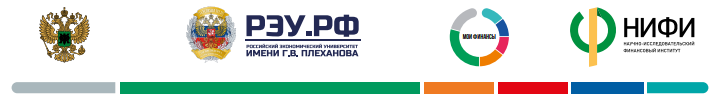 РЭУ.РФ
РОССИЙСКИЙ ЭКОНОМИЧЕСКИЙ УНИВЕРСИТЕТ
ИМЕНИ Г.В. ПЛЕХАНОВА
МОИ ФИНАНСЫ
НИФИ
НАУЧНО-ИССЛЕДОВАТЕЛЬСКИЙ
ФИНАНСОВЫЙ ИНСТИТУТ